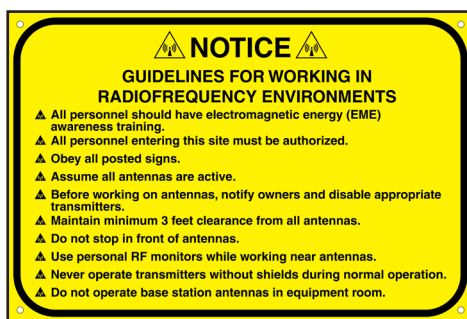 NOTICE
GUIDELINES FOR WORKING IN
RADIOFREQUENCY ENVIRONMENTS
All personnel should have electromagnetic energy (EME)
awareness training.
All personnel entering this site must be authorized.
Obey all posted signs.
Assume all antennas are active.
Before working on antennas, notify owners and disable appropriate
transmitters.
Maintain minimum 3 feet clearance from all antennas.
Do not stop in front of antennas.
Use personal RF monitors while working near antennas.
Never operate transmitters without shields during normal operation.
Do not operate base station antennas in equipment room.